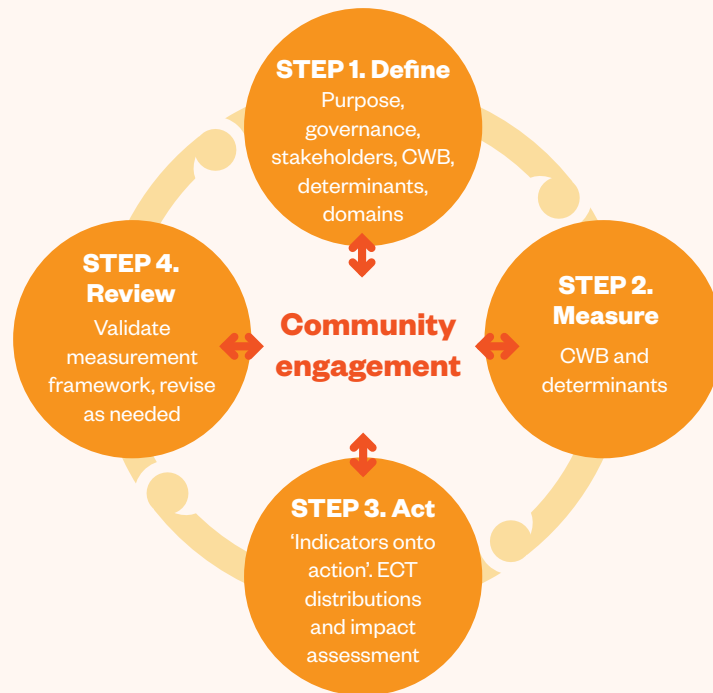 STEP 1. Define
Purpose,
governance,
stakeholders, CWB,
determinants,
domains
STEP 2.
Measure
CWB and
determinants
STEP 3. Act
‘Indicators onto
action’. ECT
distributions
and impact
assessment
STEP 4.
Review
Validate
measurement
framework, revise
as needed
Community
engagement